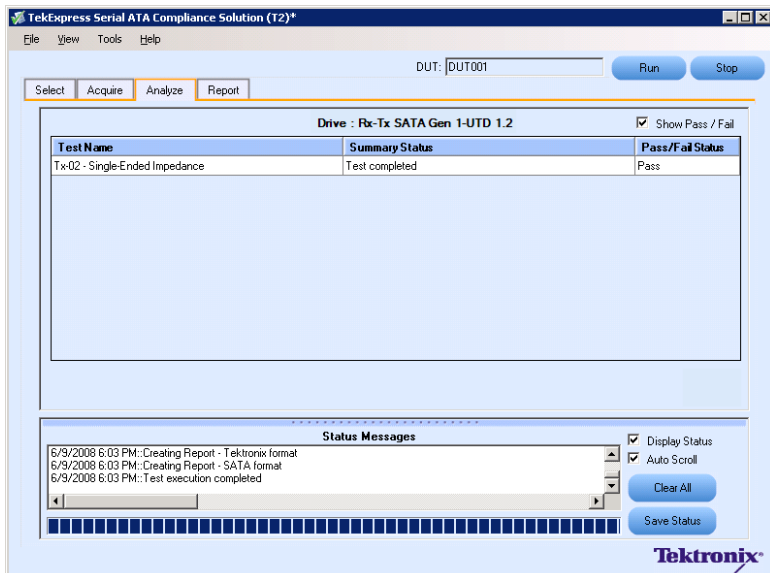 TekExpress Serial ATA Compliance Solution (T2)*
File View Tools Help
DUT: DUT001 Run Stop
Select Acquire Analyze Report
Drive : Rx-Tx SATA Gen 1-UTD 1.2 Show Pass / Fail
Test Name Summary Status Pass/Fail Status
Tx-02 - Single-Ended Impedance Test completed Pass
Status Messages
Display Status
6/9/2008 6:03 PM::Creating Report - Tektronix format
6/9/2008 6:03 PM::Creating Report - SATA format
Auto Scroll
6/9/2008 6:03 PM::Test execution completed
Clear All
Save Status
Tektronix